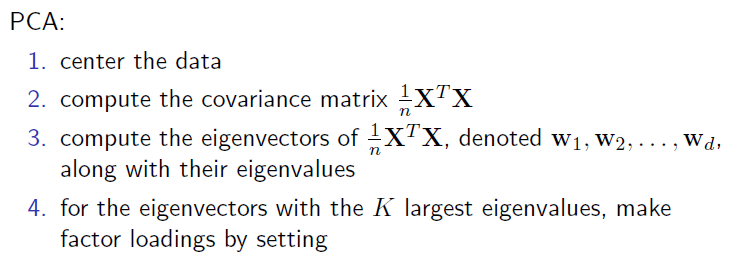 PCA:
1. center the data
2. compute the covariance matrix $\frac{1}{n}\mathbf{X}^T\mathbf{X}$
3. compute the eigenvectors of $\frac{1}{n}\mathbf{X}^T\mathbf{X}$, denoted $\mathbf{w}_1, \mathbf{w}_2, \ldots, \mathbf{w}_d$,
along with their eigenvalues
4. for the eigenvectors with the $K$ largest eigenvalues, make
factor loadings by setting